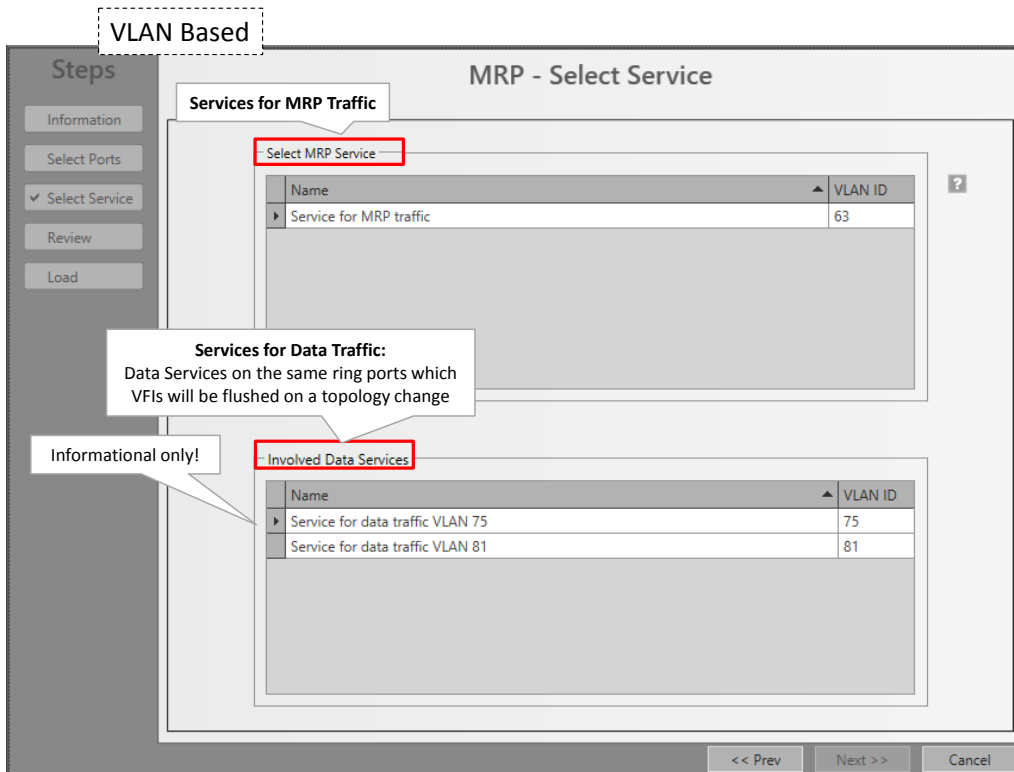 VLAN Based
Steps
MRP - Select Service
Services for MRP Traffic
Information
Select Ports
Select Service
Review
Load
Select MRP Service
Name VLAN ID
Service for MRP traffic 63
?
Services for Data Traffic:
Data Services on the same ring ports which
VFIs will be flushed on a topology change
Informational only!
Involved Data Services
Name VLAN ID
Service for data traffic VLAN 75 75
Service for data traffic VLAN 81 81
<< Prev Next >> Cancel